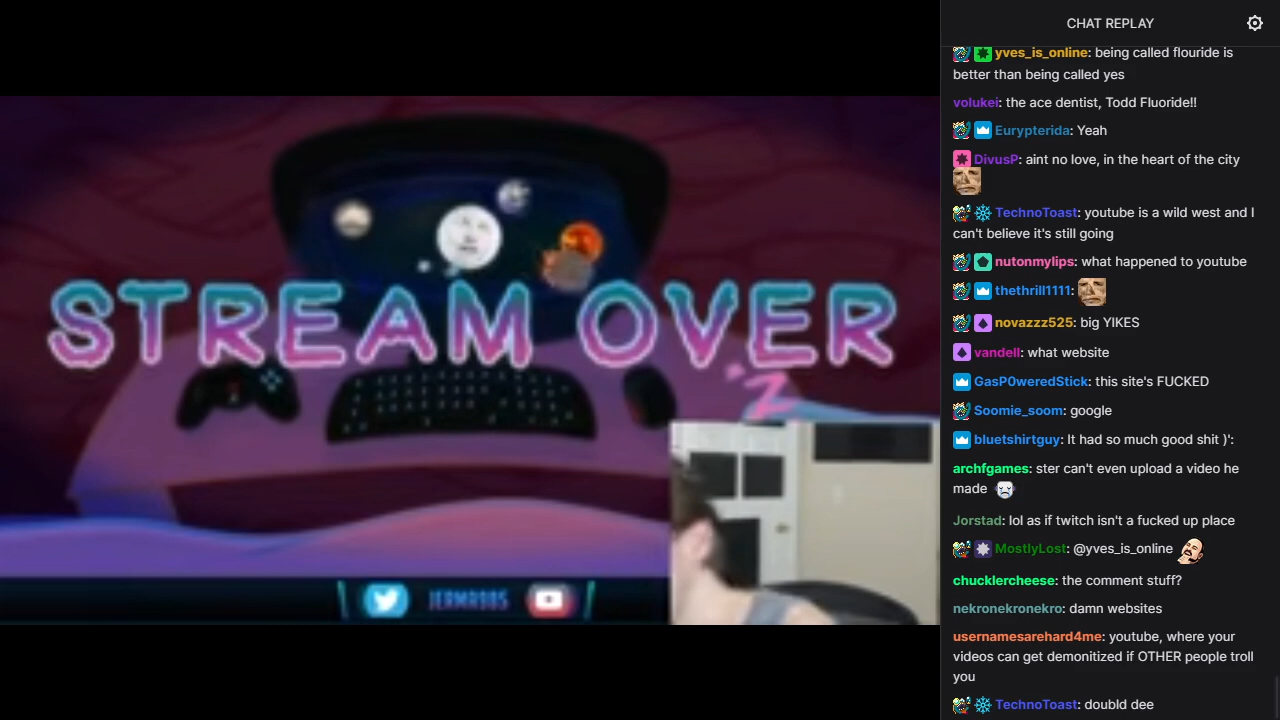 CHAT REPLAY
yves_is_online: being called flouride is
better than being called yes
volukei: the ace dentist, Todd Fluoride!!
Eurypterida: Yeah
DivusP: aint no love, in the heart of the city
TechnoToast: youtube is a wild west and I
can't believe it's still going
nutonmylips: what happened to youtube
thethrill1111:
novazzz525: big YIKES
vandell: what website
GasP0weredStick: this site's FUCKED
Soomie_soom: google
bluetshirtguy: It had so much good shit )':
archfgames: ster can't even upload a video he
made
Jorstad: lol as if twitch isn't a fucked up place
MostlyLost: @yves_is_online
chucklercheese: the comment stuff?
nekronekronekro: damn websites
usernamesarehard4me: youtube, where your
videos can get demonitized if OTHER people troll
you
TechnoToast: doubld dee
STREAM OVER
Z
JERMA985